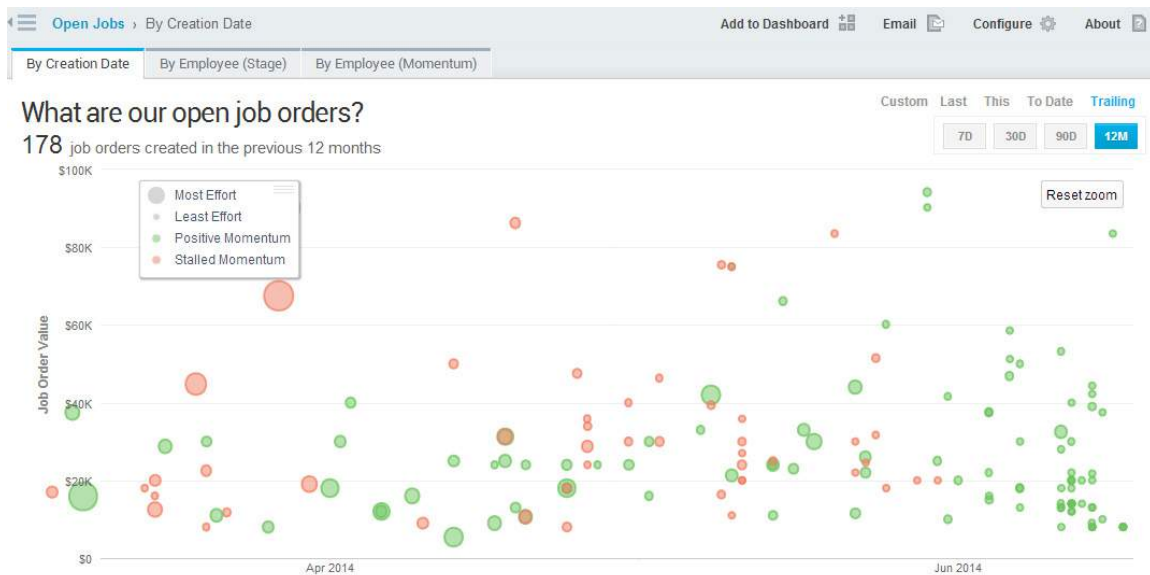 Open Jobs › By Creation Date
Add to Dashboard Email Configure About
By Creation Date By Employee (Stage) By Employee (Momentum)
What are our open job orders?
178 job orders created in the previous 12 months
Custom Last This To Date Trailing
7D 30D 90D 12M
Reset zoom
Most Effort
Least Effort
Positive Momentum
Stalled Momentum
Job Order Value
$100K
$80K
$60K
$40K
$20K
$0
Apr 2014
Jun 2014